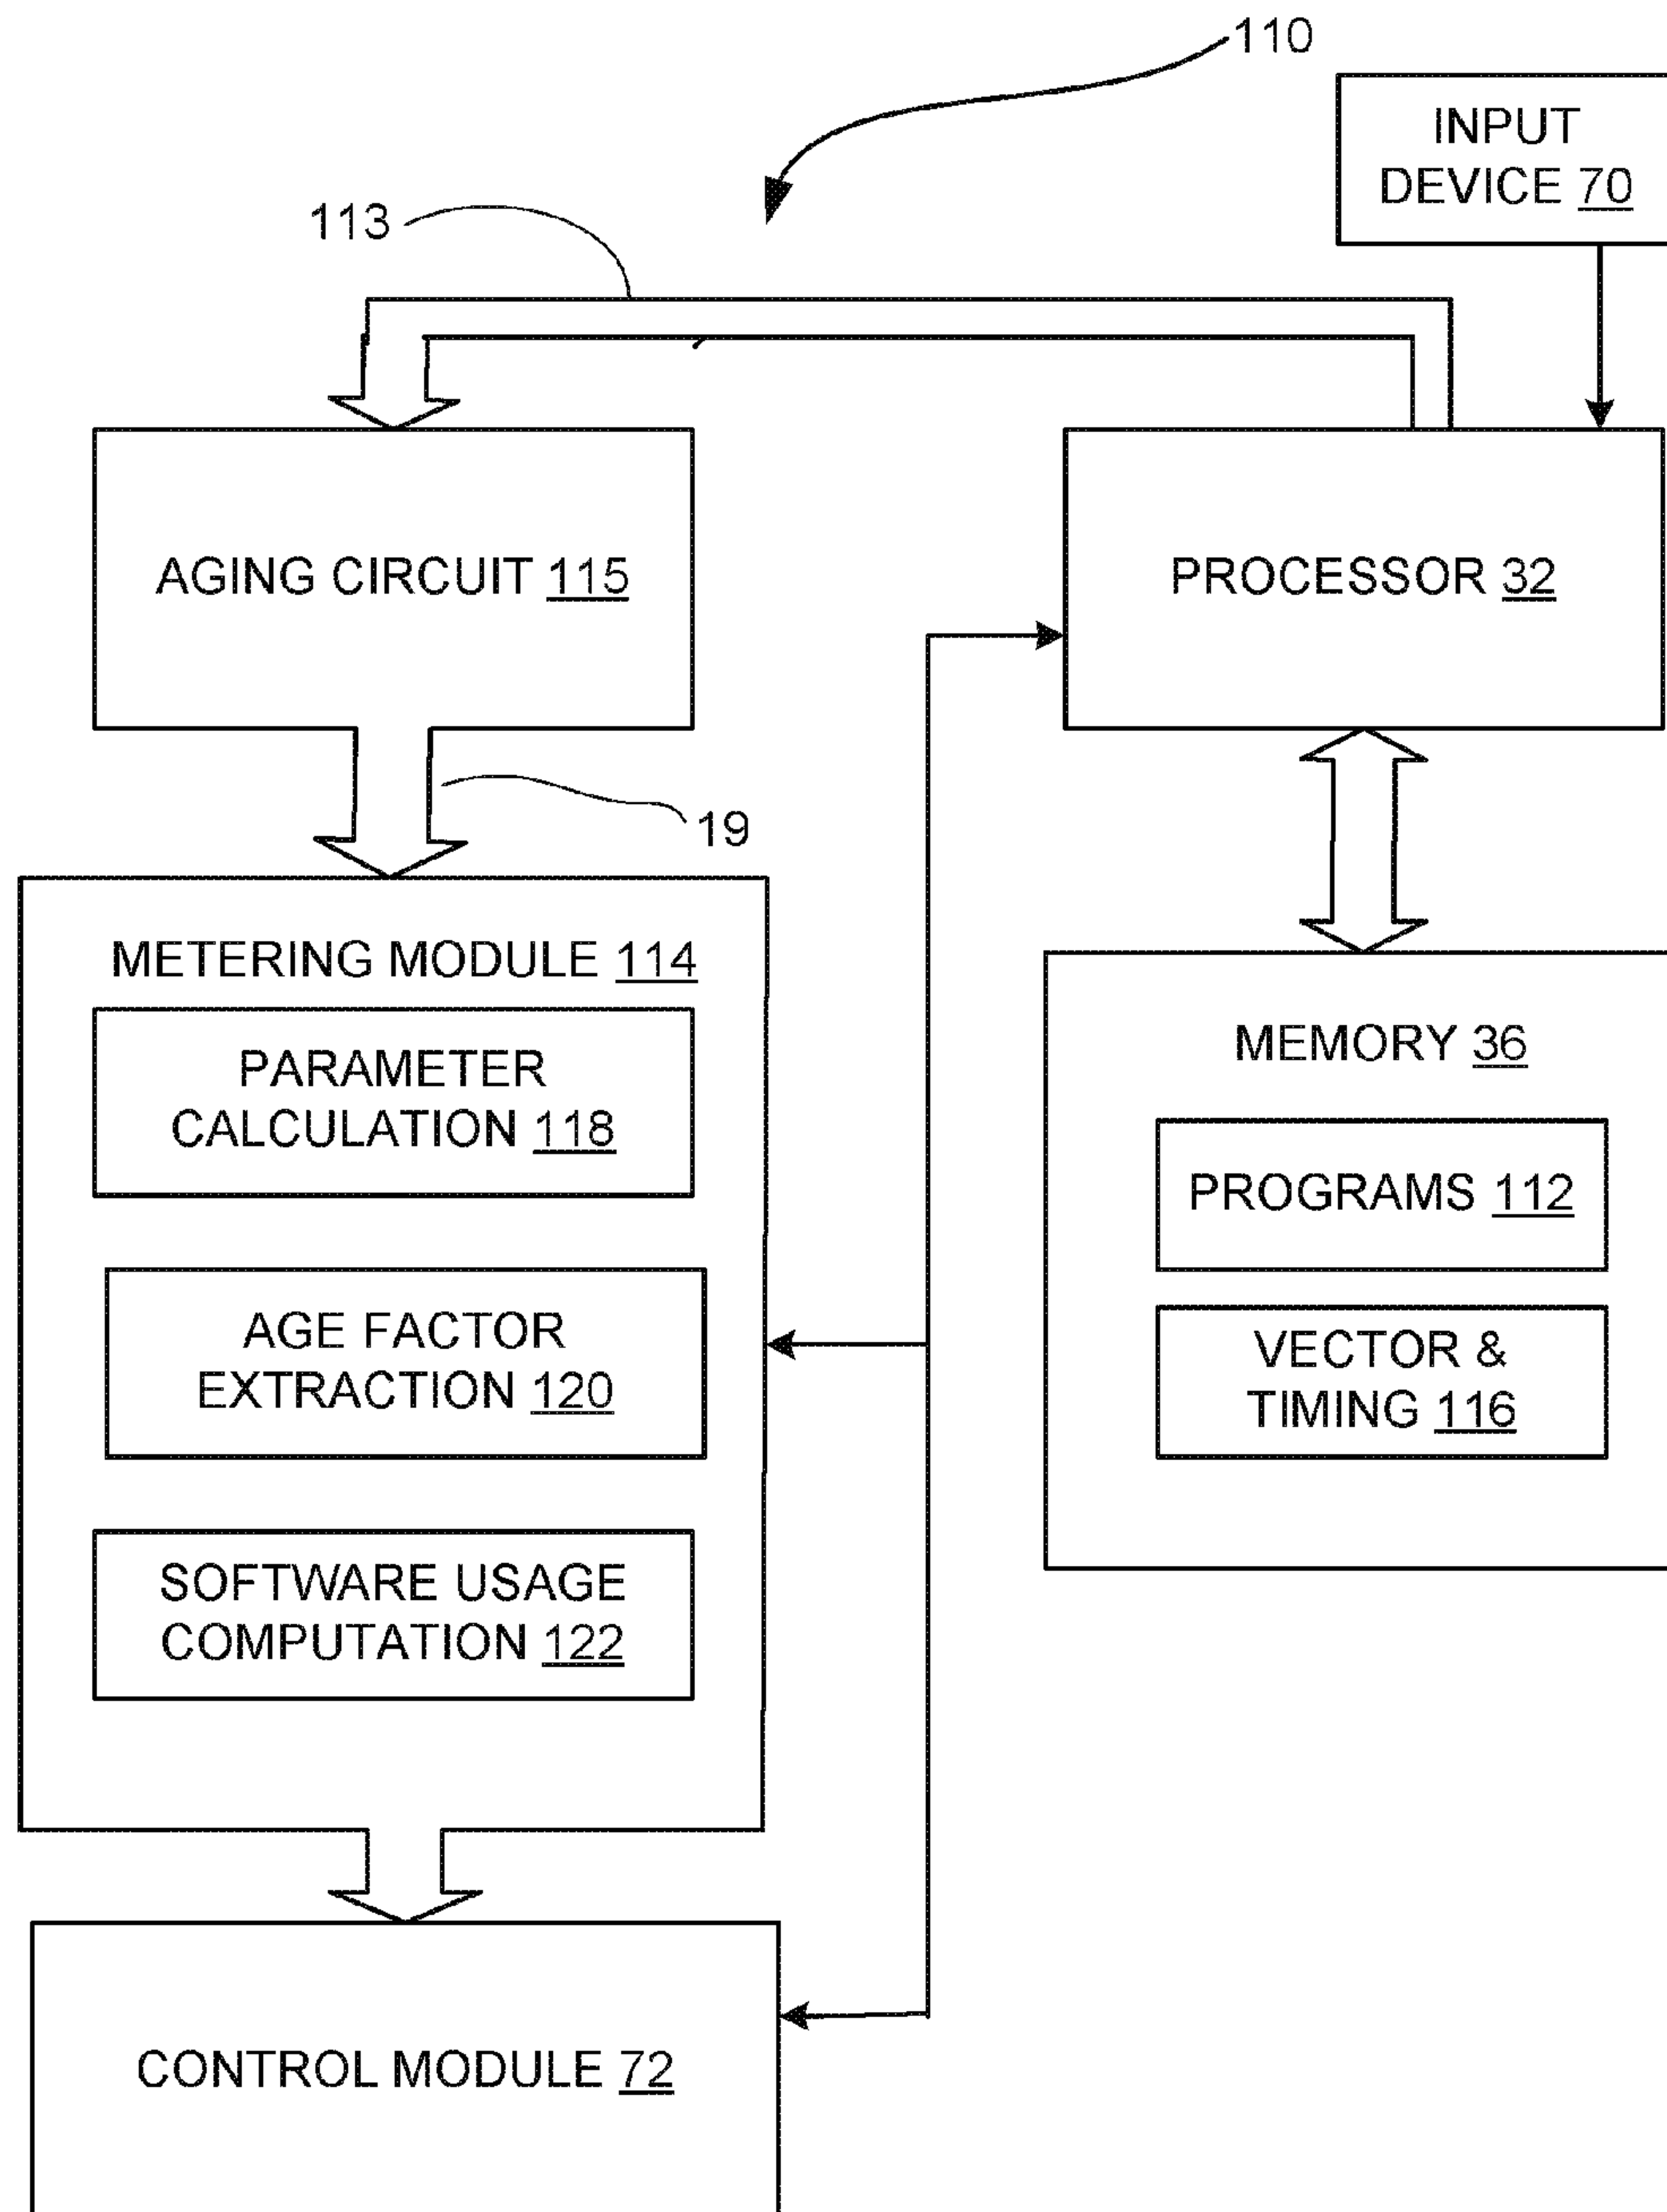 110
INPUT
DEVICE 70
113
AGING CIRCUIT 115
PROCESSOR 32
19
METERING MODULE 114
PARAMETER
CALCULATION 118
AGE FACTOR
EXTRACTION 120
SOFTWARE USAGE
COMPUTATION 122
MEMORY 36
PROGRAMS 112
VECTOR &
TIMING 116
CONTROL MODULE 72